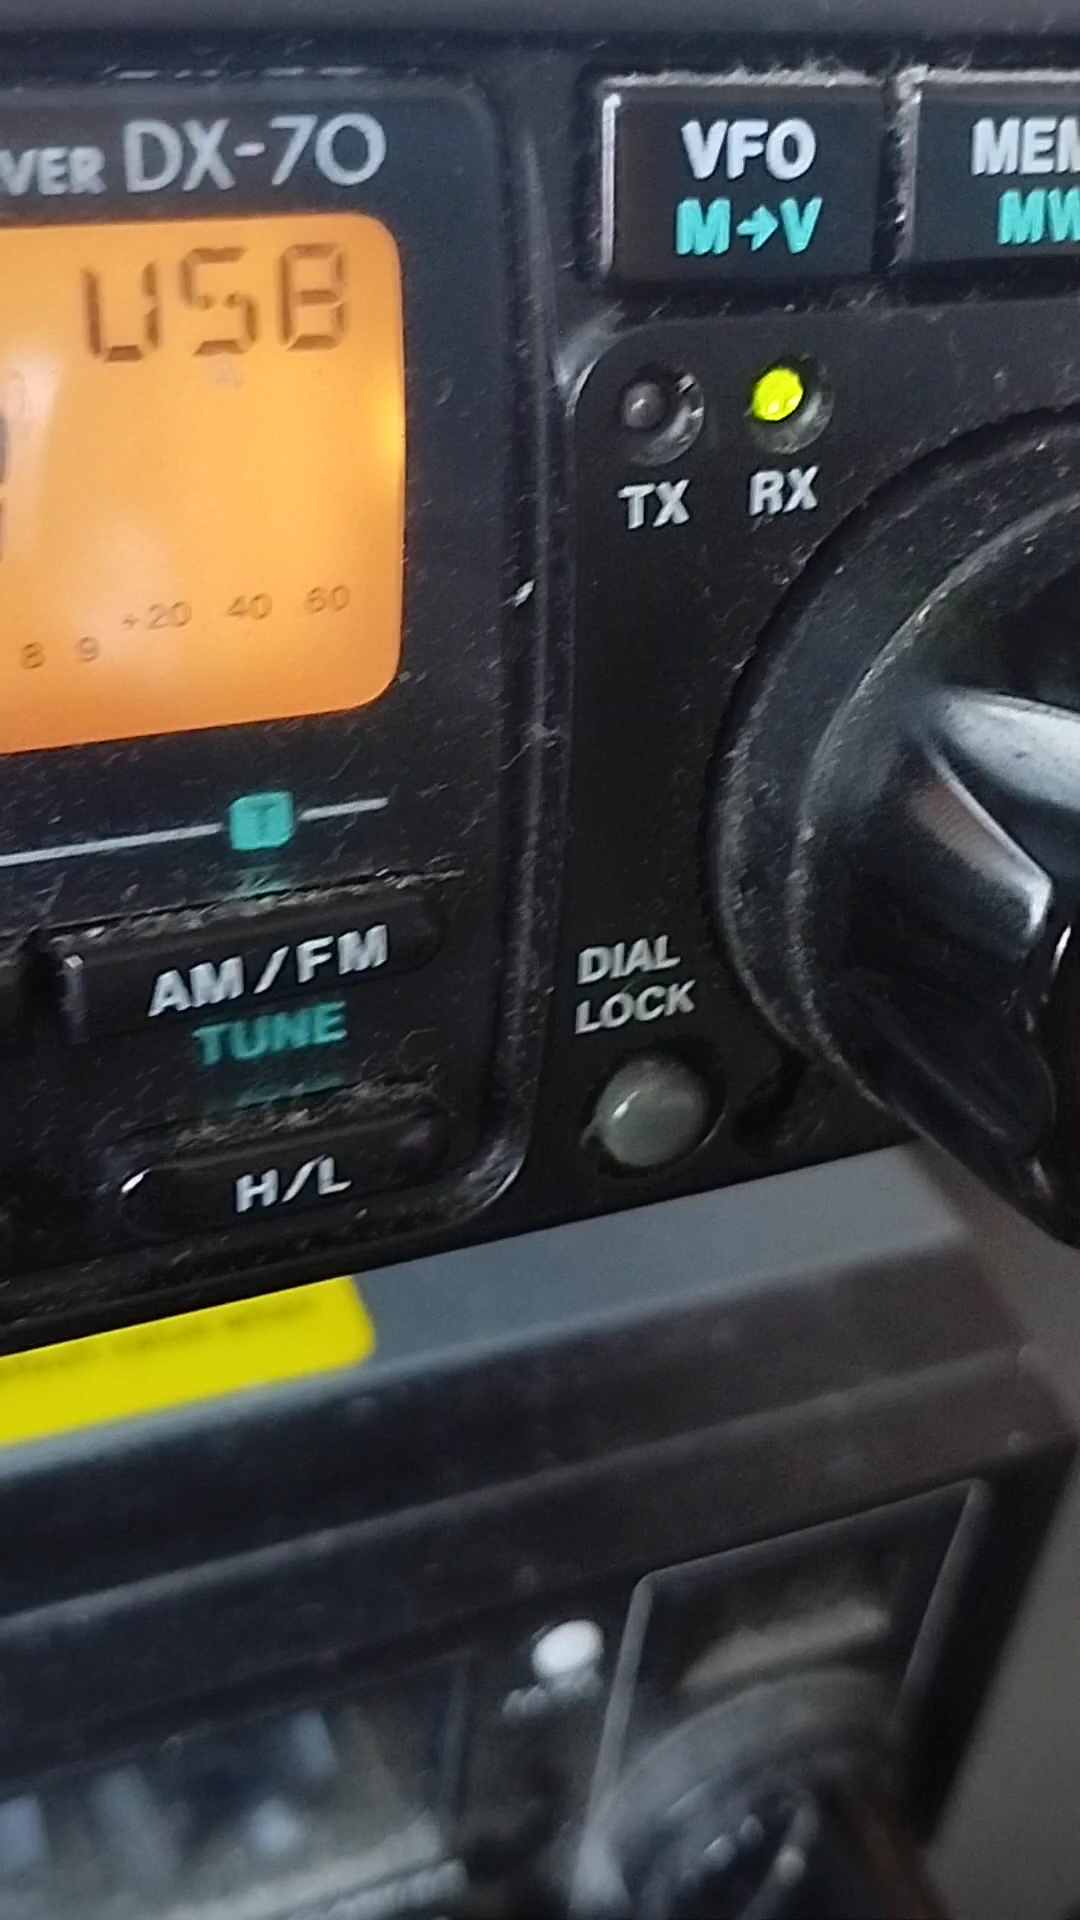 VER DX-70
USB
8 9 +20 40 60
T
AM/FM
TUNE
H/L
VFO
M→V
MEM
MW
TX RX
DIAL
LOCK